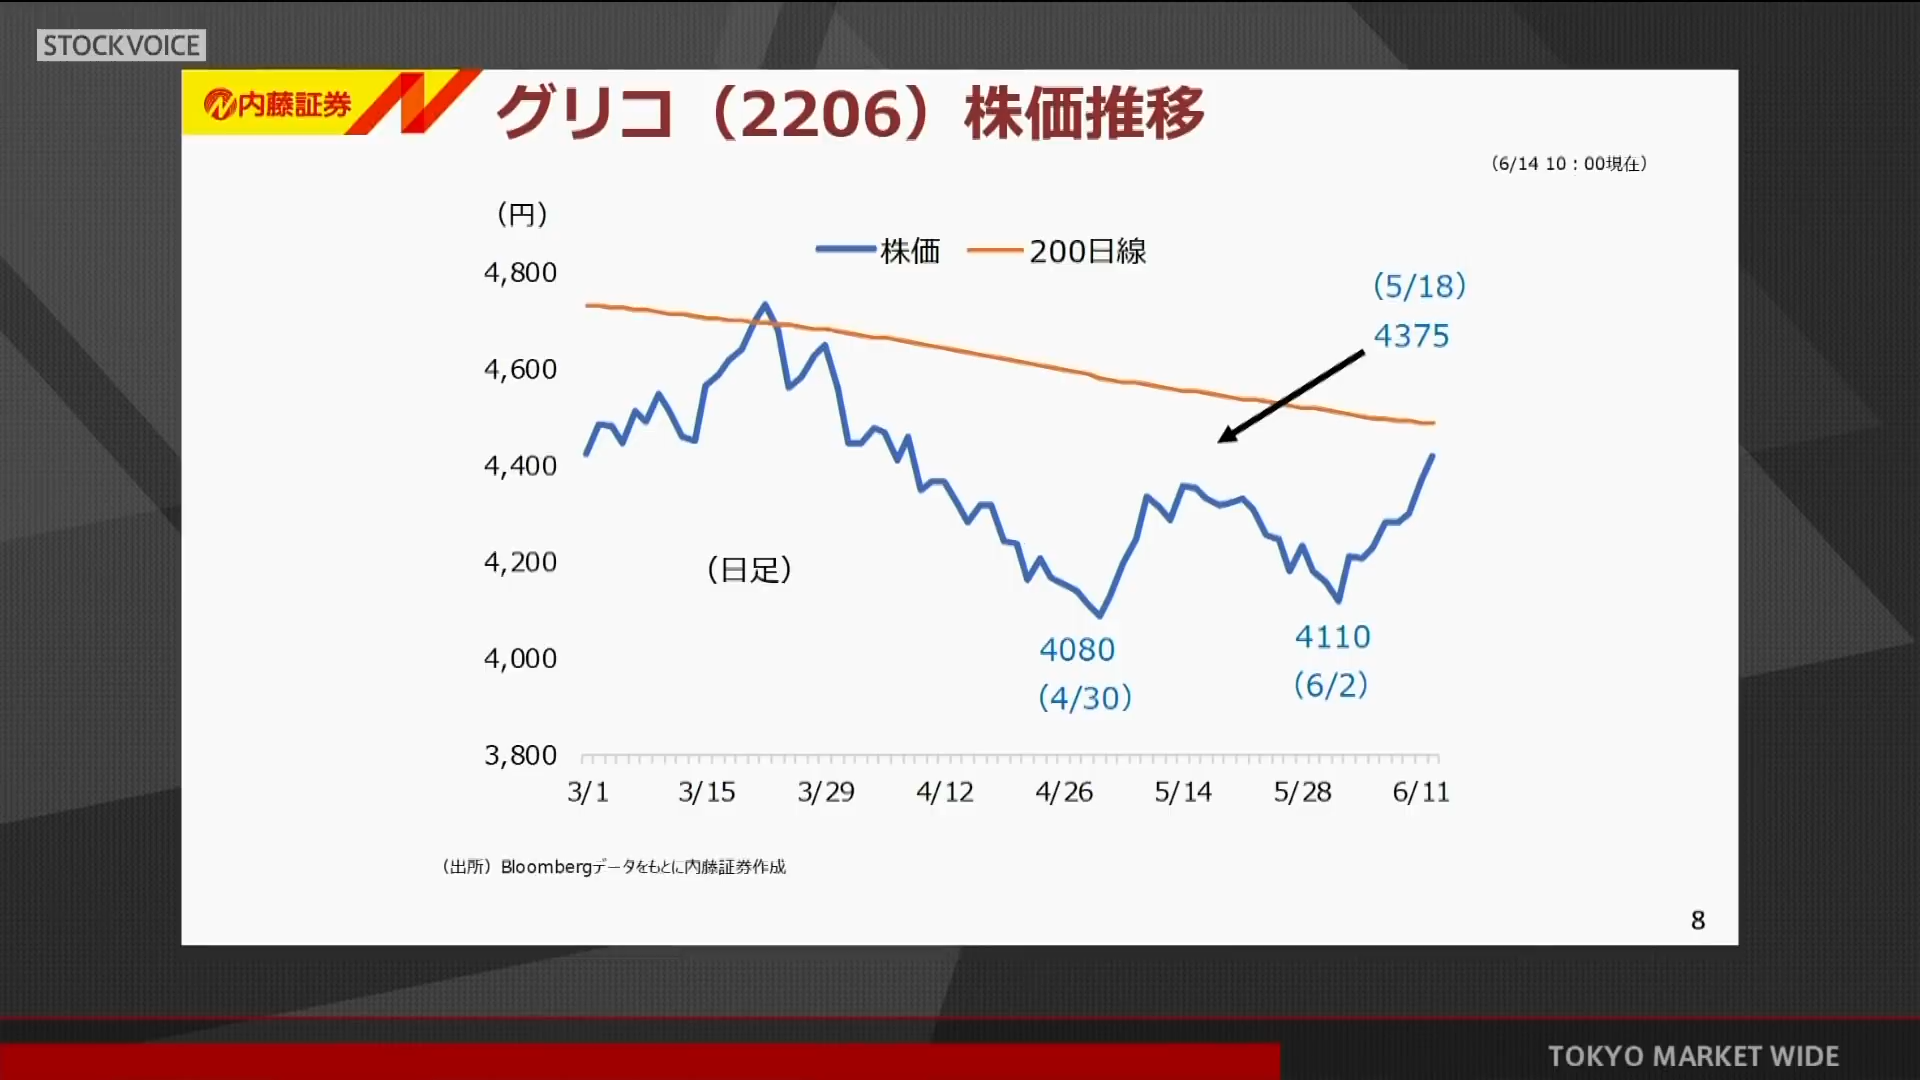 STOCKVOICE
内藤証券
グリコ（2206）株価推移
（6/14 10：00現在）
（円）
株価 200日線
4,800
4,600
4,400
4,200
4,000
3,800
（5/18）
4375
（日足）
4080
（4/30）
4110
（6/2）
3/1 3/15 3/29 4/12 4/26 5/14 5/28 6/11
（出所）Bloombergデータをもとに内藤証券作成
8
TOKYO MARKET WIDE